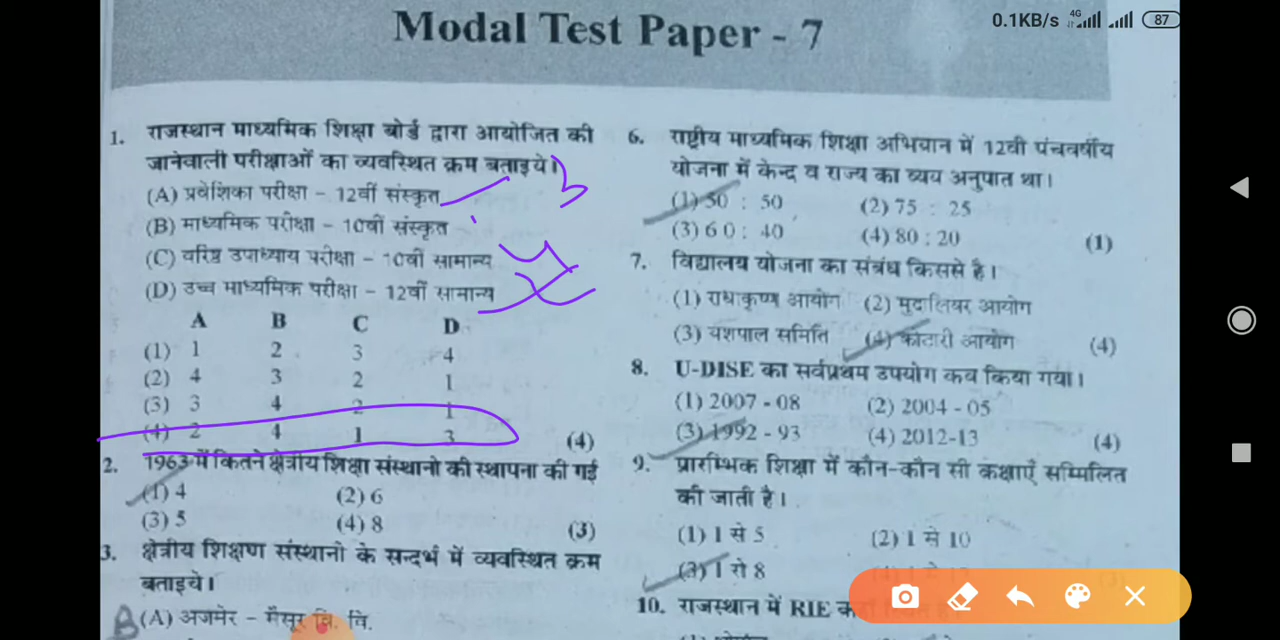 0.1KB/s 4G 87
Modal Test Paper - 7
1. राजस्थान माध्यमिक शिक्षा बोर्ड द्वारा आयोजित की
जानेवाली परीक्षाओं का व्यवस्थित क्रम बताइये।
(A) प्रवेशिका परीक्षा - 12वीं संस्कृत
(B) माध्यमिक परीक्षा - 10वीं संस्कृत
(C) वरिष्ठ उपाध्याय परीक्षा - 10वीं सामान्य
(D) उच्च माध्यमिक परीक्षा - 12वीं सामान्य
A B C D
(1) 1 2 3 4
(2) 4 3 2 1
(3) 3 4 2 1
(4) 2 4 1 3 (4)
2. 1963 में कितने क्षेत्रीय शिक्षा संस्थानो की स्थापना की गई
(1) 4 (2) 6
(3) 5 (4) 8 (3)
3. क्षेत्रीय शिक्षण संस्थानो के सन्दर्भ में व्यवस्थित क्रम
बताइये।
(A) अजमेर - मैसूर वि. वि.
6. राष्ट्रीय माध्यमिक शिक्षा अभियान में 12वी पंचवर्षीय
योजना में केन्द्र व राज्य का व्यय अनुपात था।
(1) 50 : 50 (2) 75 : 25
(3) 60 : 40 (4) 80 : 20 (1)
7. विद्यालय योजना का संबंध किससे है।
(1) राधाकृष्ण आयोग (2) मुदालियर आयोग
(3) यशपाल समिति (4) कोठारी आयोग (4)
8. U-DISE का सर्वप्रथम उपयोग कब किया गया।
(1) 2007 - 08 (2) 2004 - 05
(3) 1992 - 93 (4) 2012-13 (4)
9. प्रारम्भिक शिक्षा में कौन-कौन सी कक्षाएँ सम्मिलित
की जाती है।
(1) 1 से 5 (2) 1 से 10
(3) 1 से 8
10. राजस्थान में RIE